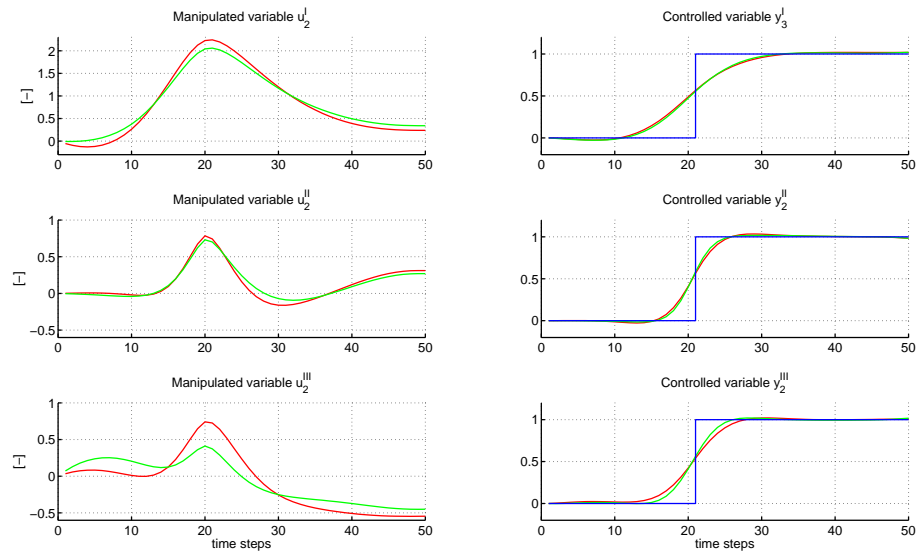 Manipulated variable u₂ᴵ
Controlled variable y₃ᴵ
[−]
2
1.5
1
0.5
0
0 10 20 30 40 50
1
0.5
0
0 10 20 30 40 50
Manipulated variable u₂ᴵᴵ
Controlled variable y₂ᴵᴵ
[−]
1
0.5
0
−0.5
0 10 20 30 40 50
1
0.5
0
0 10 20 30 40 50
Manipulated variable u₂ᴵᴵᴵ
Controlled variable y₂ᴵᴵᴵ
[−]
1
0.5
0
−0.5
0 10 20 30 40 50
time steps
1
0.5
0
0 10 20 30 40 50
time steps